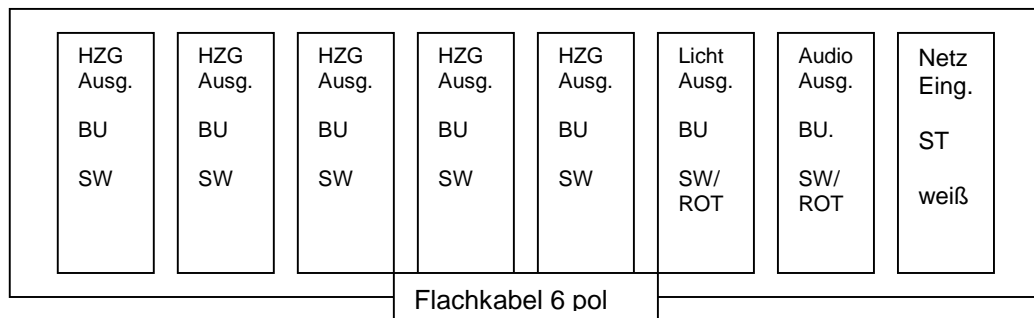 HZG
Ausg.
BU
SW
HZG
Ausg.
BU
SW
HZG
Ausg.
BU
SW
HZG
Ausg.
BU
SW
HZG
Ausg.
BU
SW
Licht
Ausg.
BU
SW/
ROT
Audio
Ausg.
BU.
SW/
ROT
Netz
Eing.
ST
weiß
Flachkabel 6 pol